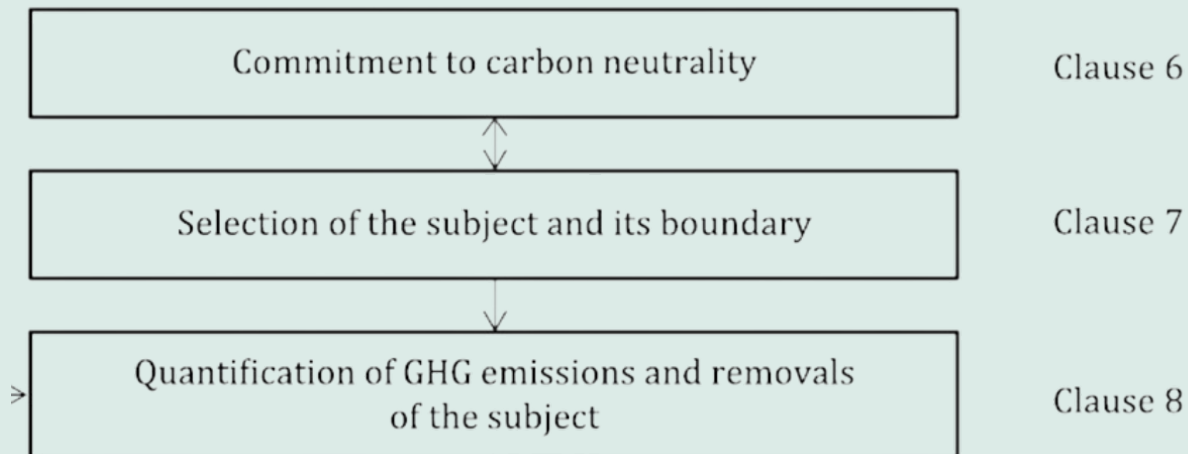 Commitment to carbon neutrality
Clause 6
Selection of the subject and its boundary
Clause 7
Quantification of GHG emissions and removals
of the subject
Clause 8